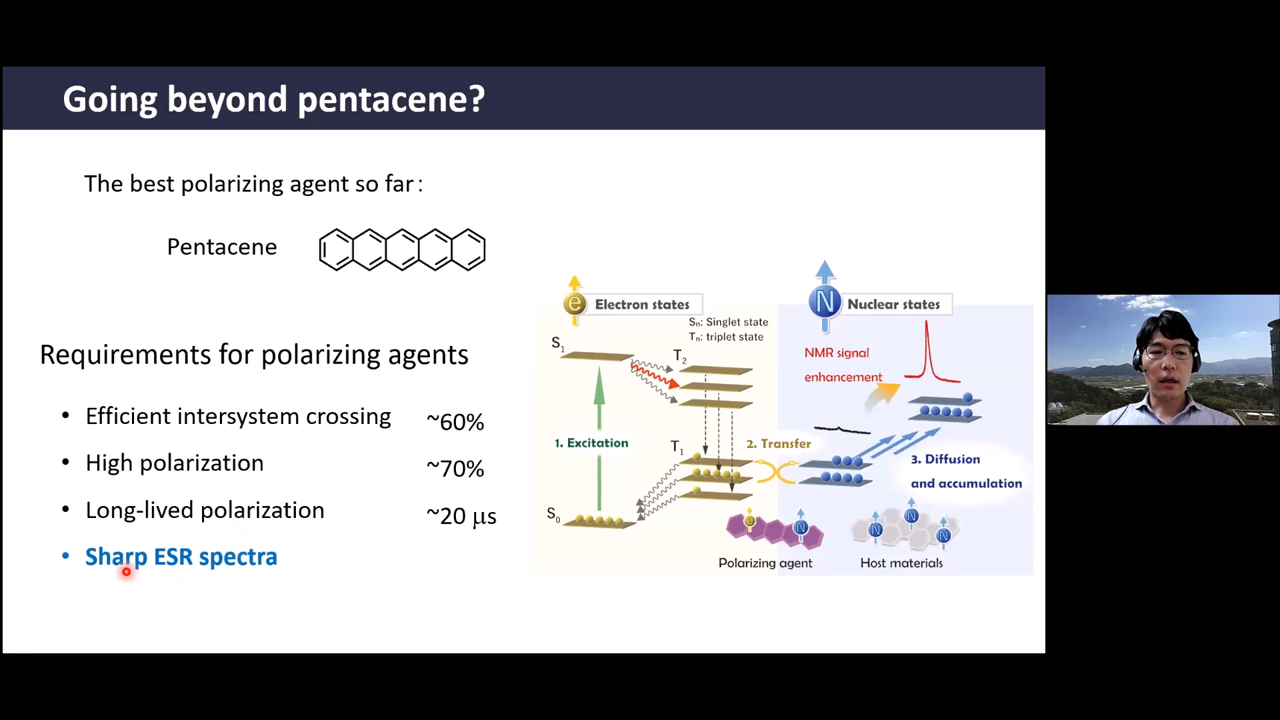 Going beyond pentacene?
The best polarizing agent so far:
Pentacene
Requirements for polarizing agents
• Efficient intersystem crossing ~60%
• High polarization ~70%
• Long-lived polarization ~20 μs
• Sharp ESR spectra
e Electron states
Sn: Singlet state
Tn: triplet state
S1
T2
1. Excitation
T1
S0
2. Transfer
e N
Polarizing agent
N Nuclear states
NMR signal
enhancement
3. Diffusion
and accumulation
N N N
Host materials